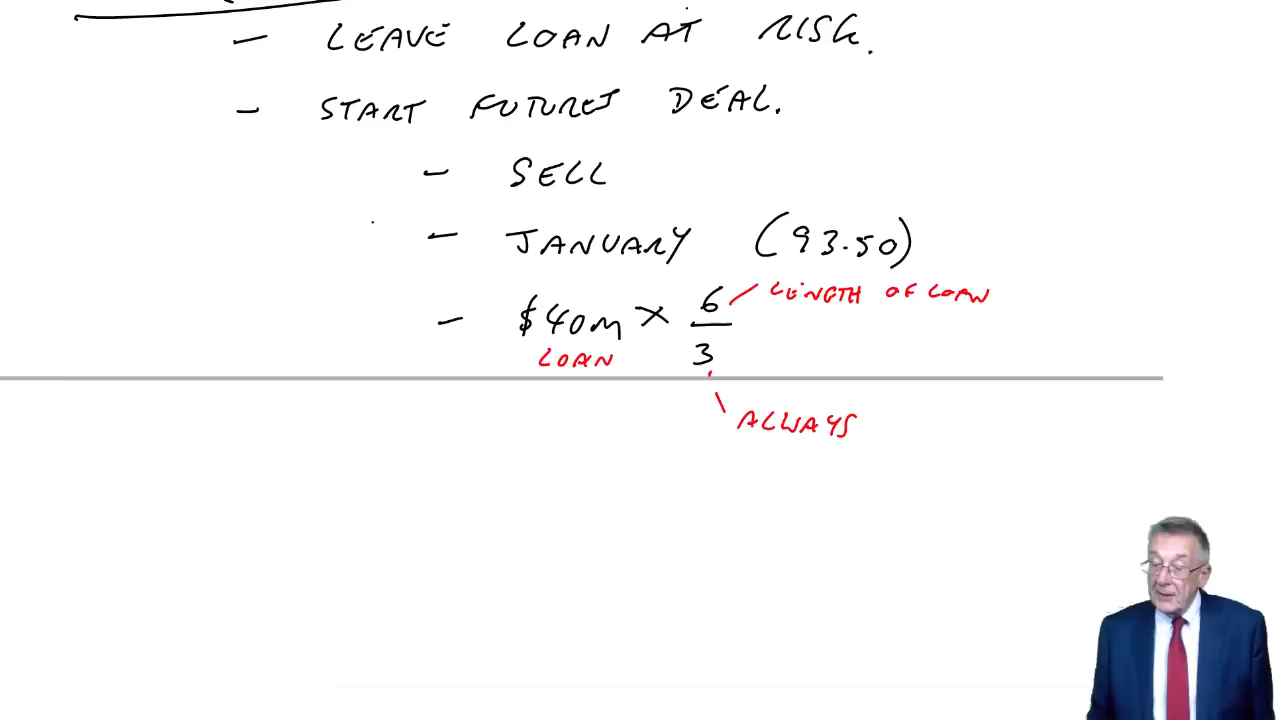 - LEAVE LOAN AT RISK.
- START FUTURES DEAL.
- SELL
- JANUARY (93.50)
- $40m × 6/3
LENGTH OF LOAN
LOAN
ALWAYS